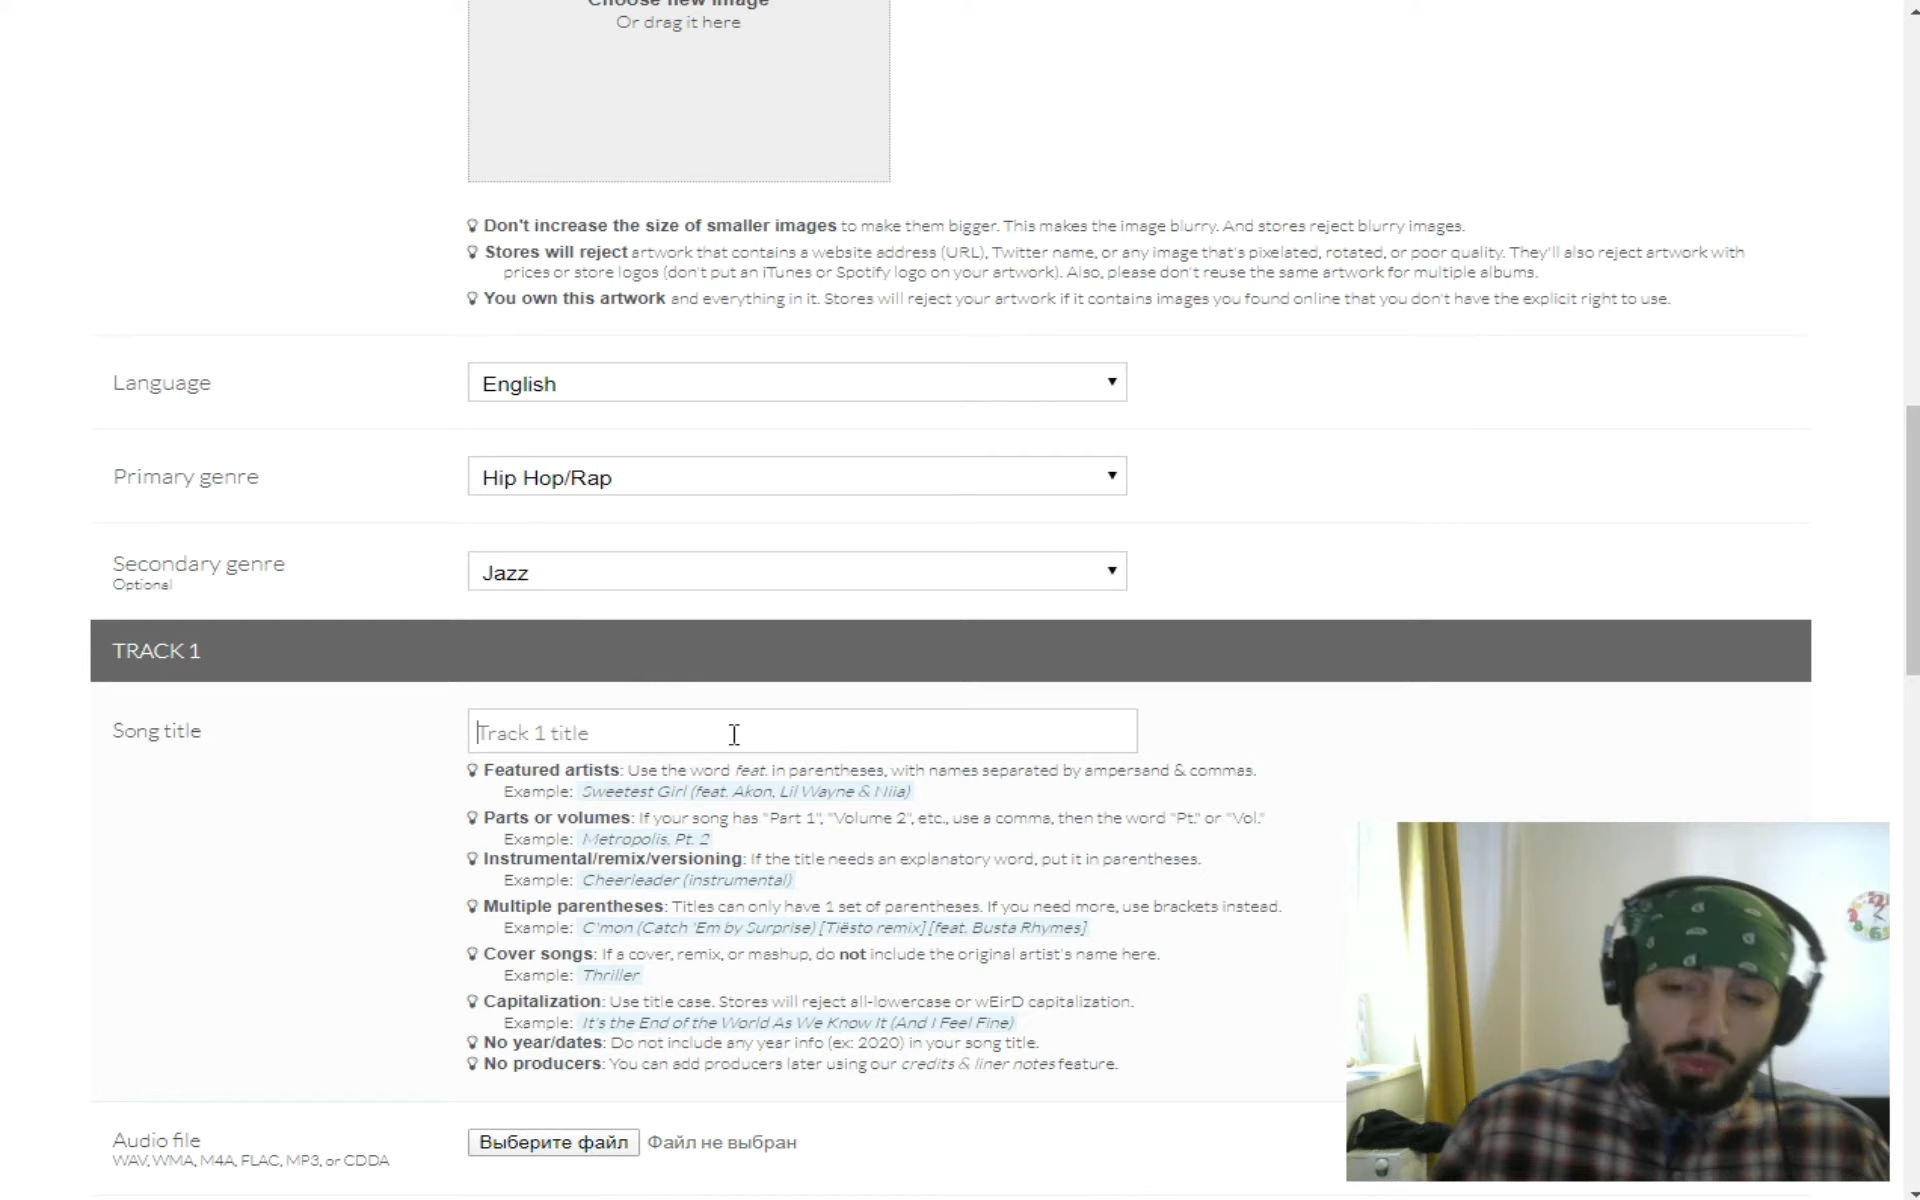 Choose new image
Or drag it here
Don't increase the size of smaller images to make them bigger. This makes the image blurry. And stores reject blurry images.
Stores will reject artwork that contains a website address (URL), Twitter name, or any image that's pixelated, rotated, or poor quality. They'll also reject artwork with
prices or store logos (don't put an iTunes or Spotify logo on your artwork). Also, please don't reuse the same artwork for multiple albums.
You own this artwork and everything in it. Stores will reject your artwork if it contains images you found online that you don't have the explicit right to use.
Language
English
Primary genre
Hip Hop/Rap
Secondary genre
Optional
Jazz
TRACK 1
Song title
Track 1 title
Featured artists: Use the word feat. in parentheses, with names separated by ampersand & commas.
Example: Sweetest Girl (feat. Akon, Lil Wayne & Niia)
Parts or volumes: If your song has "Part 1", "Volume 2", etc., use a comma, then the word "Pt." or "Vol."
Example: Metropolis, Pt. 2
Instrumental/remix/versioning: If the title needs an explanatory word, put it in parentheses.
Example: Cheerleader (instrumental)
Multiple parentheses: Titles can only have 1 set of parentheses. If you need more, use brackets instead.
Example: C'mon (Catch 'Em by Surprise) [Tiësto remix] [feat. Busta Rhymes]
Cover songs: If a cover, remix, or mashup, do not include the original artist's name here.
Example: Thriller
Capitalization: Use title case. Stores will reject all-lowercase or wEirD capitalization.
Example: It's the End of the World As We Know It (And I Feel Fine)
No year/dates: Do not include any year info (ex: 2020) in your song title.
No producers: You can add producers later using our credits & liner notes feature.
Audio file
WAV, WMA, M4A, FLAC, MP3, or CDDA
Выберите файл
Файл не выбран